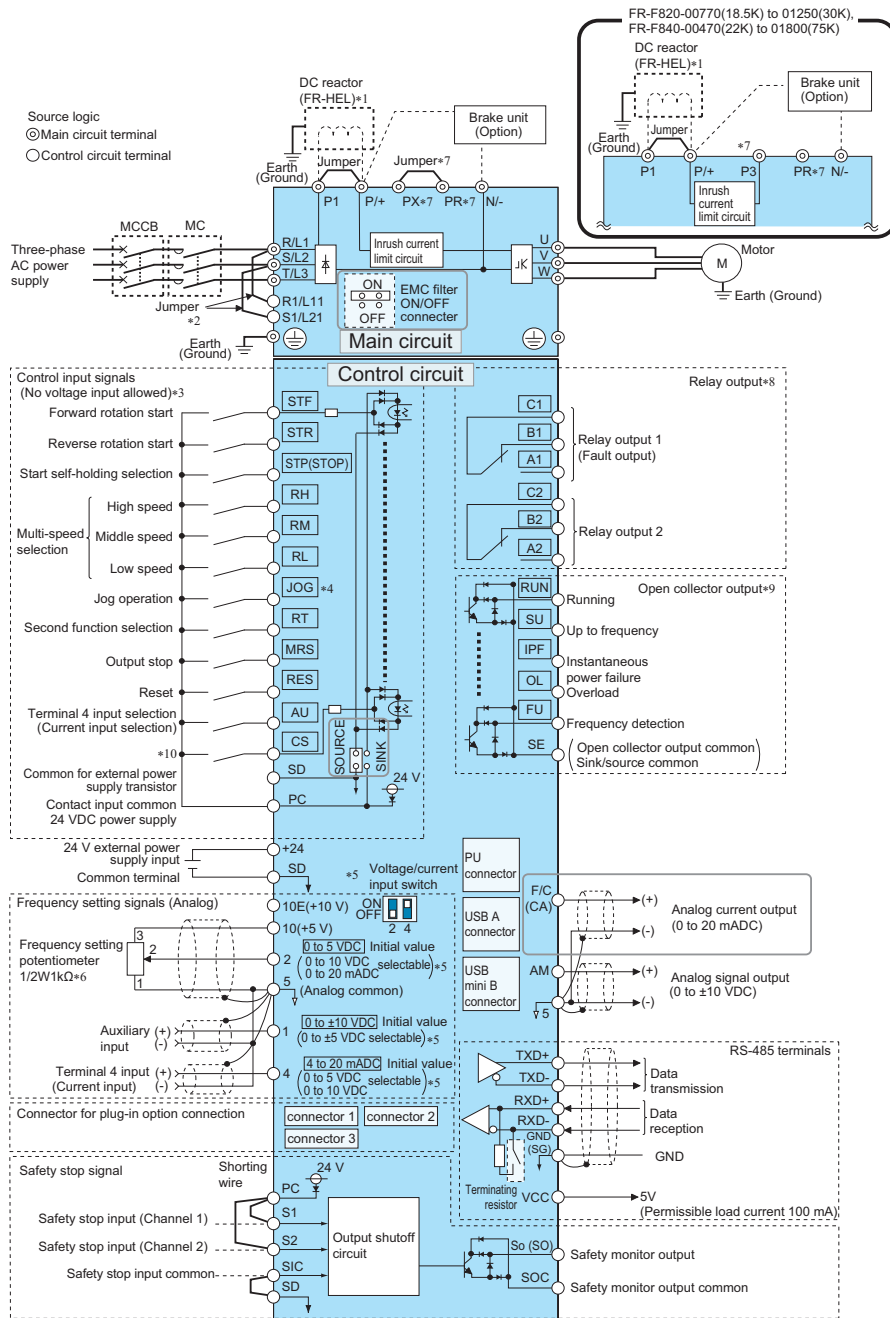 FR-F820-00770(18.5K) to 01250(30K),
FR-F840-00470(22K) to 01800(75K)
DC reactor
(FR-HEL)*1
Brake unit
(Option)
Earth
(Ground)
Jumper
*7
P1
P/+
P3
PR*7
N/-
Inrush
current
limit circuit
Source logic
Main circuit terminal
Control circuit terminal
DC reactor
(FR-HEL)*1
Brake unit
(Option)
Earth
(Ground)
Jumper
Jumper*7
P1
P/+
PX*7
PR*7
N/-
MCCB
MC
Three-phase
AC power
supply
R/L1
S/L2
T/L3
R1/L11
S1/L21
Jumper
*2
Earth
(Ground)
Inrush current
limit circuit
ON
OFF
EMC filter
ON/OFF
connecter
Main circuit
U
V
W
Motor
M
Earth (Ground)
Control circuit
Control input signals
(No voltage input allowed)*3
Forward rotation start
STF
Reverse rotation start
STR
Start self-holding selection
STP(STOP)
Multi-speed
selection
High speed
RH
Middle speed
RM
Low speed
RL
Jog operation
JOG *4
Second function selection
RT
Output stop
MRS
Reset
RES
Terminal 4 input selection
(Current input selection)
AU
*10
CS
SOURCE
SINK
Common for external power
supply transistor
SD
Contact input common
24 VDC power supply
PC
24 V
Relay output*8
C1
B1
A1
Relay output 1
(Fault output)
C2
B2
A2
Relay output 2
Open collector output*9
RUN
Running
SU
Up to frequency
IPF
Instantaneous
power failure
OL
Overload
FU
Frequency detection
SE
Open collector output common
Sink/source common
24 V external power
supply input
+24
Common terminal
SD
*5
Voltage/current
input switch
ON
OFF
2 4
Frequency setting signals (Analog)
10E(+10 V)
10(+5 V)
Frequency setting
potentiometer
1/2W1kΩ*6
3
2
1
2
0 to 5 VDC Initial value
(0 to 10 VDC
0 to 20 mADC selectable)*5
5
(Analog common)
Auxiliary
input
(+)
(-)
1
0 to ±10 VDC Initial value
(0 to ±5 VDC selectable)*5
Terminal 4 input
(Current input)
(+)
(-)
4
4 to 20 mADC Initial value
(0 to 5 VDC
0 to 10 VDC selectable)*5
PU
connector
USB A
connector
USB
mini B
connector
F/C
(CA)
(+)
(-)
Analog current output
(0 to 20 mADC)
AM
5
(+)
(-)
Analog signal output
(0 to ±10 VDC)
RS-485 terminals
TXD+
TXD-
Data
transmission
RXD+
RXD-
Data
reception
GND
(SG)
GND
Terminating
resistor
VCC
5V
(Permissible load current 100 mA)
Connector for plug-in option connection
connector 1
connector 2
connector 3
Safety stop signal
Shorting
wire
24 V
PC
Safety stop input (Channel 1)
S1
Safety stop input (Channel 2)
S2
Safety stop input common
SIC
SD
Output shutoff
circuit
So (SO)
Safety monitor output
SOC
Safety monitor output common